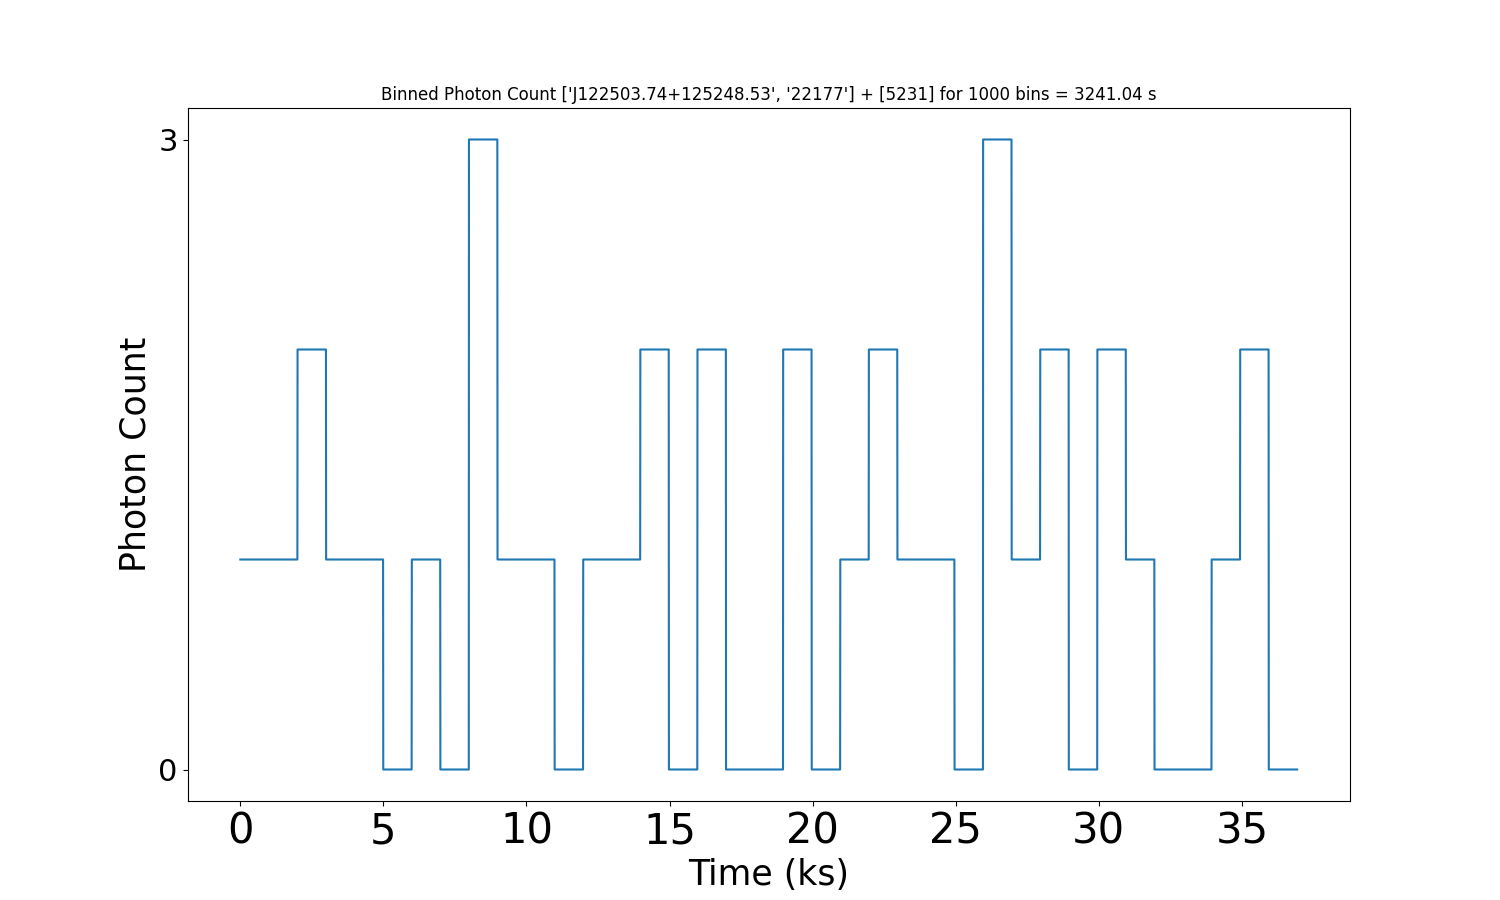 Binned Photon Count ['J122503.74+125248.53', '22177'] + [5231] for 1000 bins = 3241.04 s
3
Photon Count
0
0 5 10 15 20 25 30 35
Time (ks)